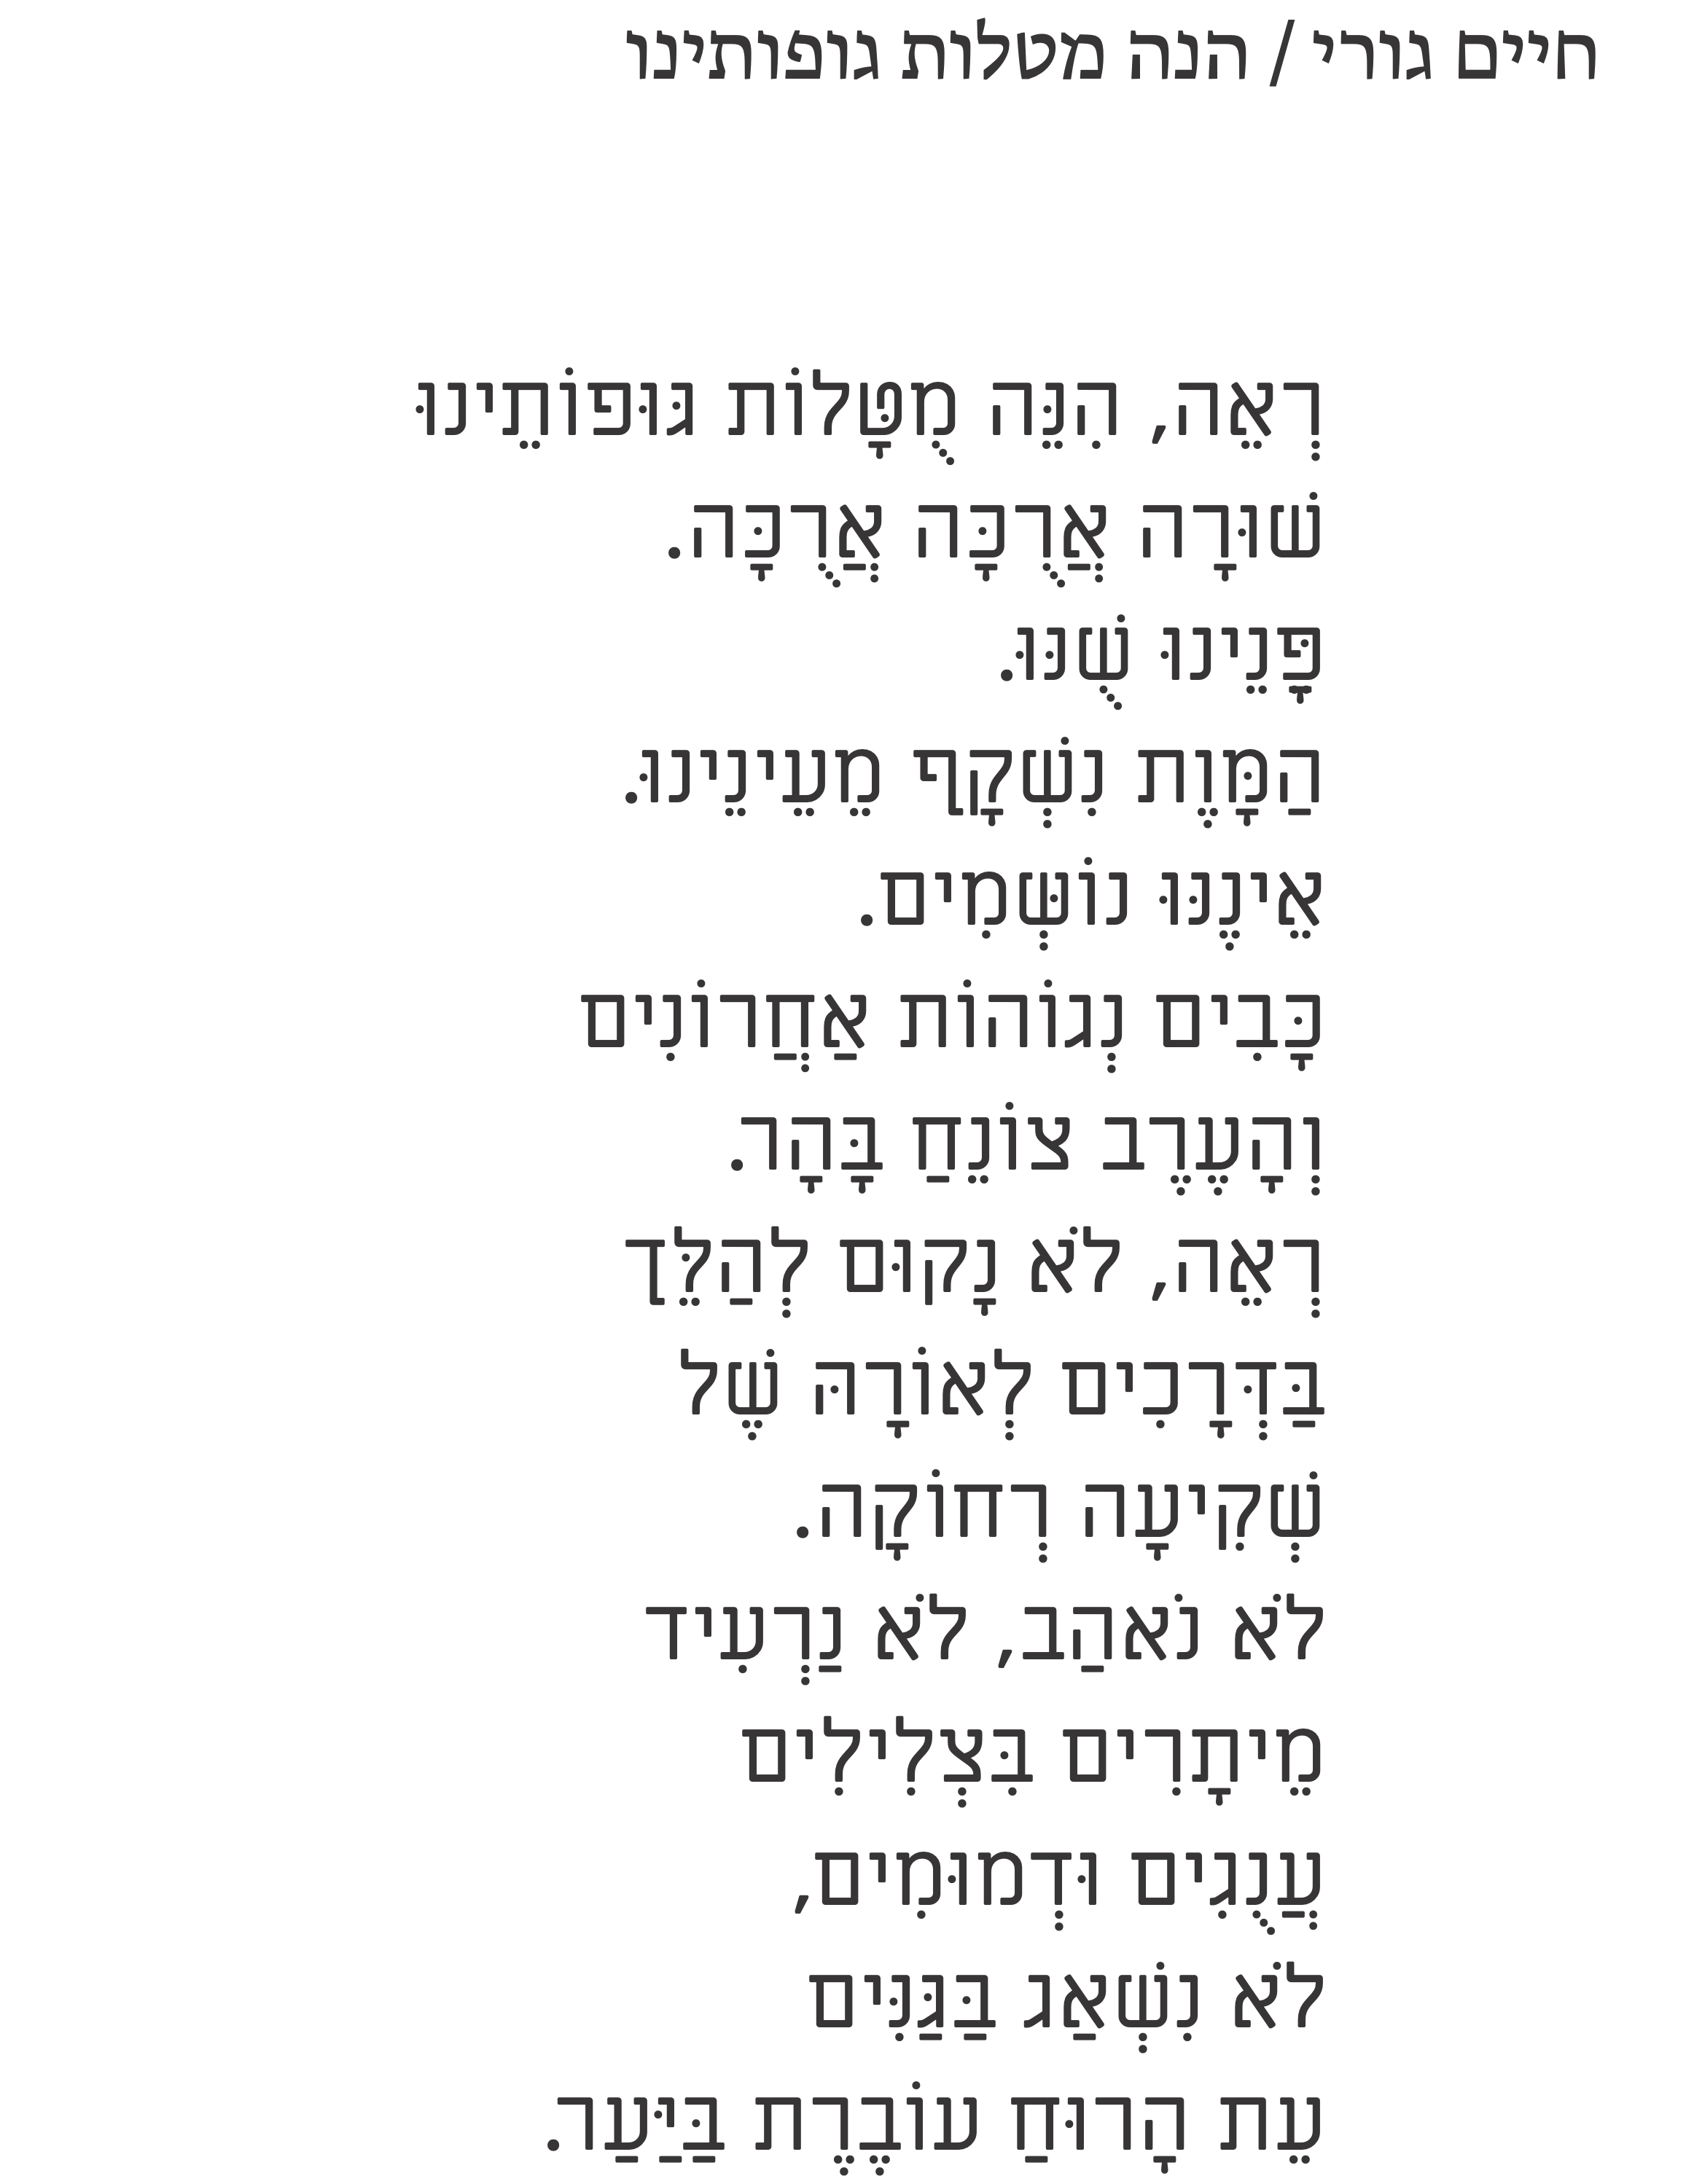 חיים גורי / הנה מטלות גופותינו
רְאֵה, הִנֵּה מֻטָּלוֹת גּוּפוֹתֵינוּ
שׁוּרָה אֲרֻכָּה אֲרֻכָּה.
פָּנֵינוּ שֻׁנּוּ.
הַמָּוֶת נִשְׁקָף מֵעֵינֵינוּ.
אֵינֶנּוּ נוֹשְּמִים.
כָּבִים נְגוֹהוֹת אַחֲרוֹנִים
וְהָעֶרֶב צוֹנֵחַ בָּהָר.
רְאֵה, לֹא נָקוּם לְהַלֵּך
בַּדְּרָכִים לְאוֹרָהּ שֶׁל
שְׁקִיעָה רְחוֹקָה.
לֹא נֹאהַב, לֹא נַרְעִיד
מֵיתָרִים בִּצְלִילִים
עֲנֻגִים וּדְמוּמִים,
לֹא נִשְׁאַג בַּגַּנִּים
עֵת הָרוּחַ עוֹבֶרֶת בַּיַּעַר.